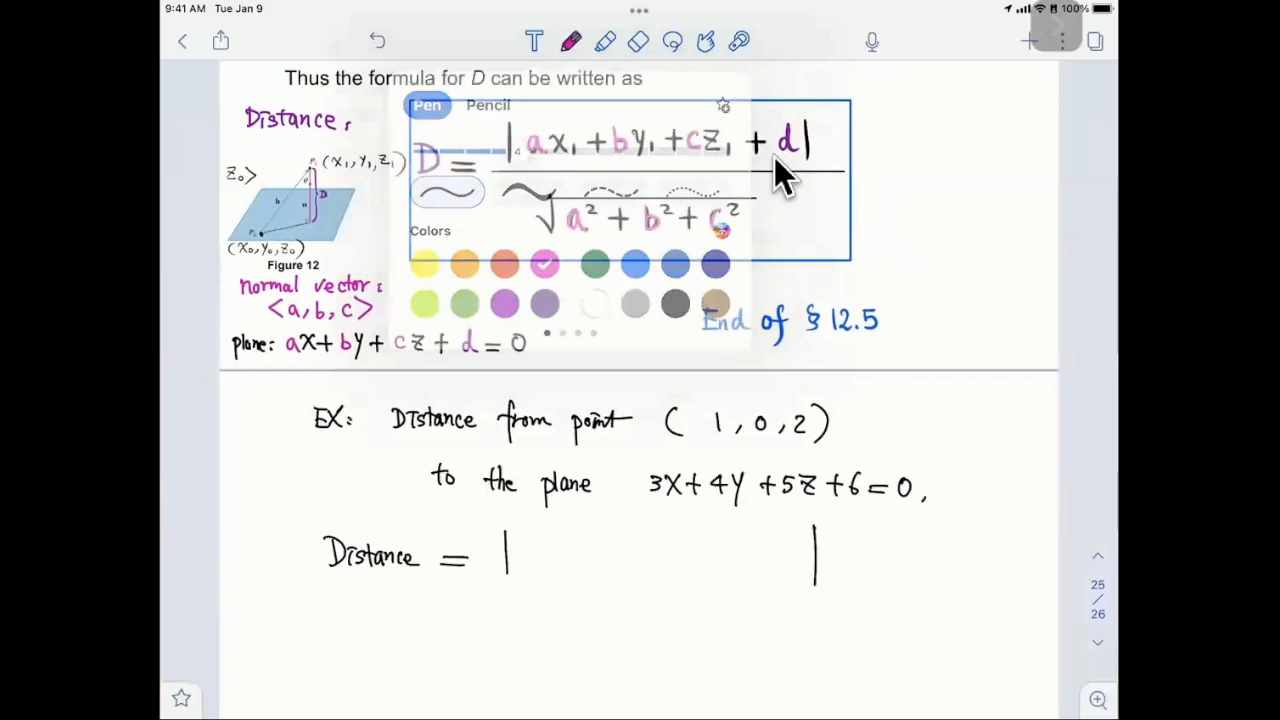 9:41 AM Tue Jan 9
100%
Thus the formula for D can be written as
Pen Pencil
Distance:
D = |ax₁ + by₁ + cz₁ + d|
√a² + b² + c²
P₁ (x₁, y₁, z₁)
z₀>
b
n
D
P₀
(x₀, y₀, z₀)
Figure 12
Colors
normal vector:
<a, b, c>
End of § 12.5
plane: ax + by + cz + d = 0
EX: Distance from point (1, 0, 2)
to the plane 3x + 4y + 5z + 6 = 0,
Distance = | |
25
/
26